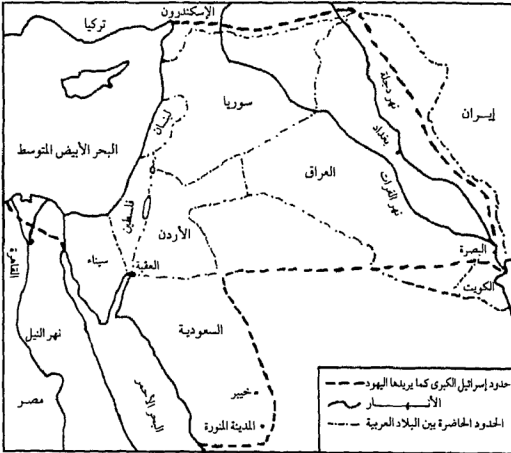 الإسكندرون
تركيا
إيران
نهر دجلة
سوريا
لبنان
بغداد
البحر الأبيض المتوسط
العراق
نهر الفرات
فلسطين
الأردن
البصرة
سيناء
العقبة
القاهرة
الكويت
السعودية
نهر النيل
خيبر
البحر الأحمر
مصر
المدينة المنورة
حدود إسرائيل الكبرى كما يريدها اليهود
الأنهار
الحدود الحاضرة بين البلاد العربية